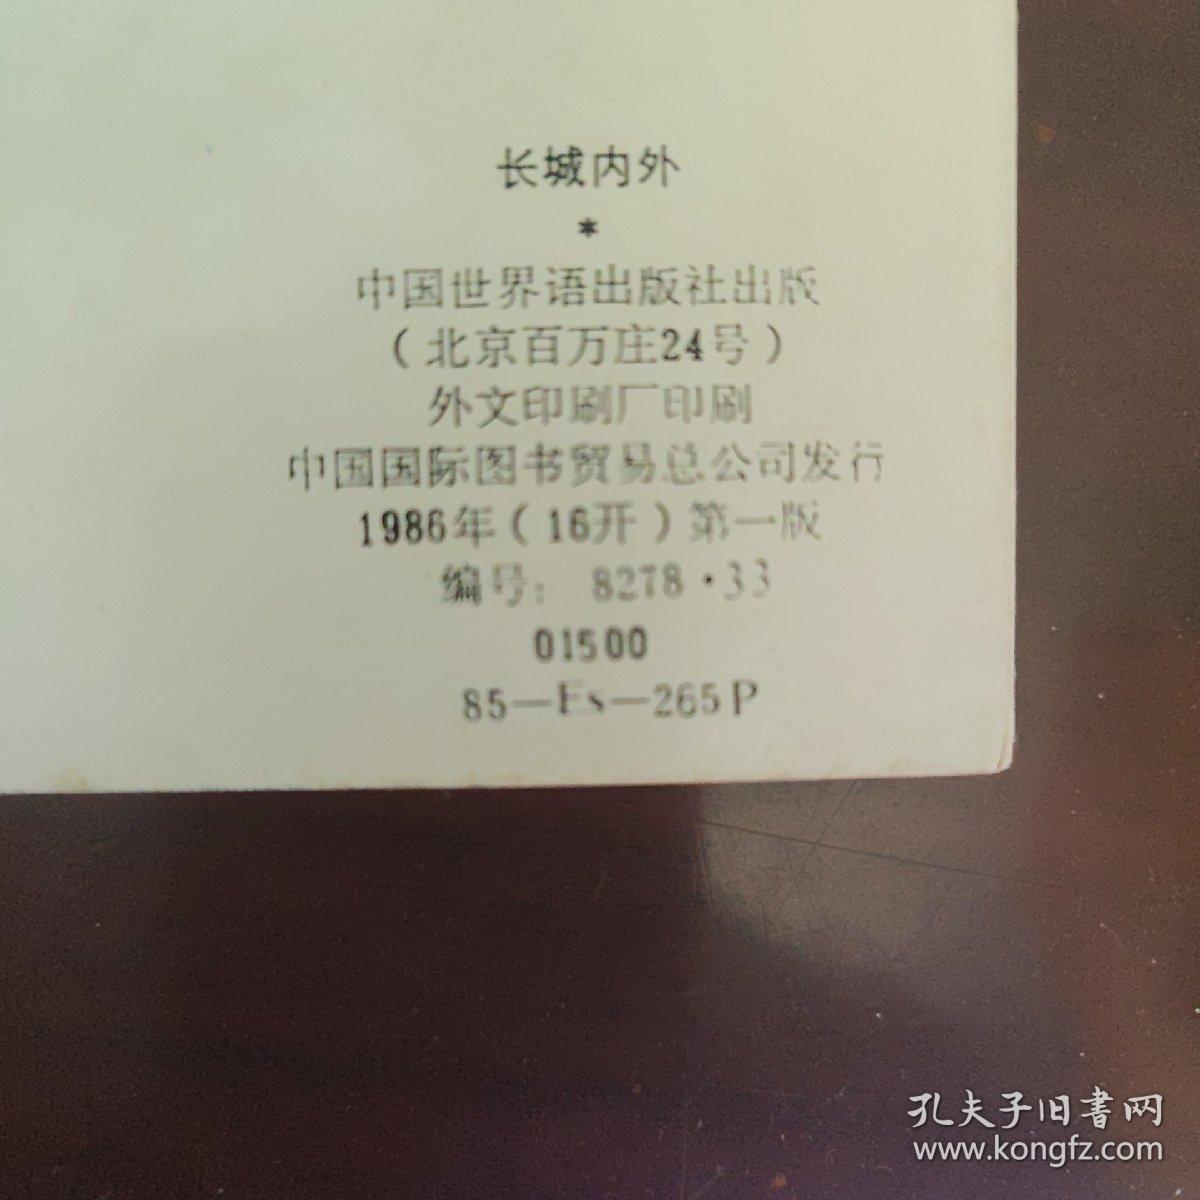 长城内外
*
中国世界语出版社出版
（北京百万庄24号）
外文印刷厂印刷
中国国际图书贸易总公司发行
1986年（16开）第一版
编号：8278·33
01500
85—Es—265P
孔夫子旧書网
www.kongfz.com